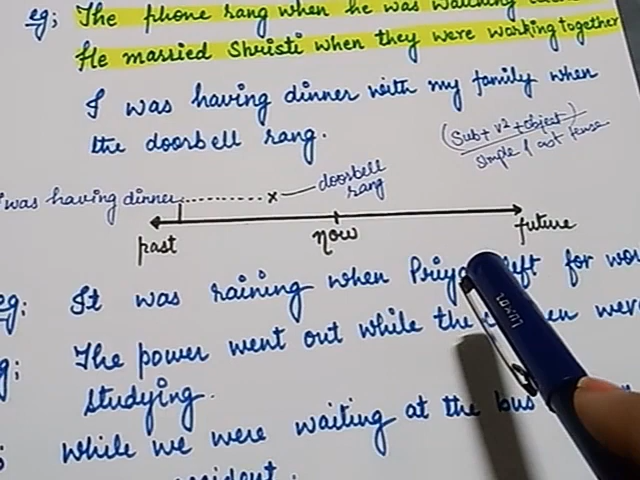 eg; The phone rang when he was watching
He married Shristi when they were working together
I was having dinner with my family when
the doorbell rang.
(Sub + V² + object)
Simple Past tense
I was having dinner x doorbell
rang
past now future
eg: It was raining when Priya left for
The power went out while the were
studying.
While we were waiting at the bus